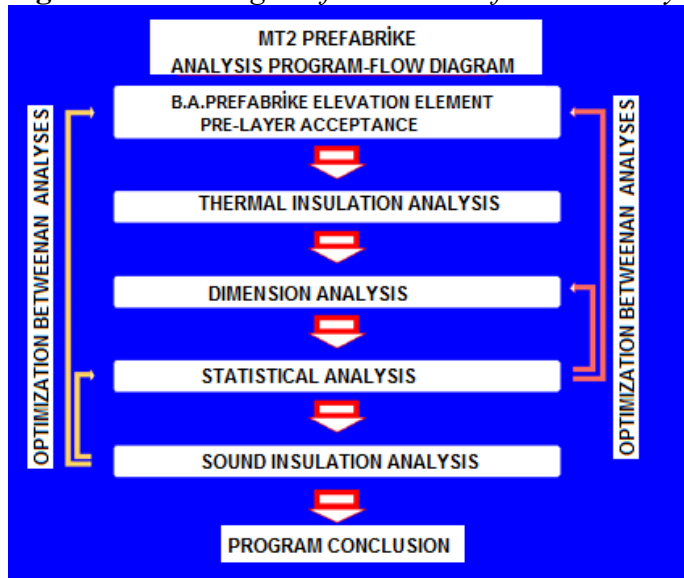 MT2 PREFABRİKE
ANALYSIS PROGRAM-FLOW DIAGRAM
B.A.PREFABRİKE ELEVATION ELEMENT
PRE-LAYER ACCEPTANCE
THERMAL INSULATION ANALYSIS
DIMENSION ANALYSIS
STATISTICAL ANALYSIS
SOUND INSULATION ANALYSIS
PROGRAM CONCLUSION
OPTIMIZATION BETWEENAN ANALYSES
OPTIMIZATION BETWEENAN ANALYSES